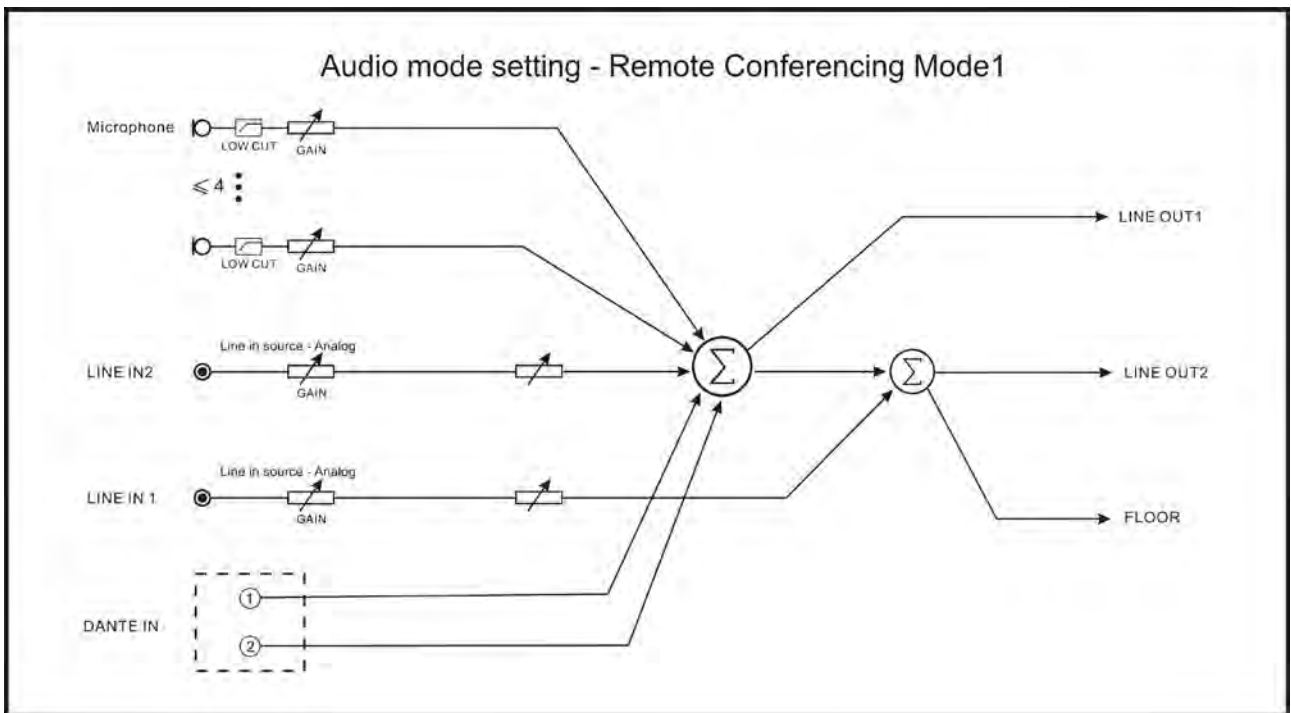 Audio mode setting - Remote Conferencing Mode1
Microphone
LOW CUT
GAIN
⩽ 4
LOW CUT
GAIN
LINE OUT1
Line in source - Analog
LINE IN2
GAIN
Σ
Σ
LINE OUT2
Line in source - Analog
LINE IN 1
GAIN
FLOOR
DANTE IN
1
2